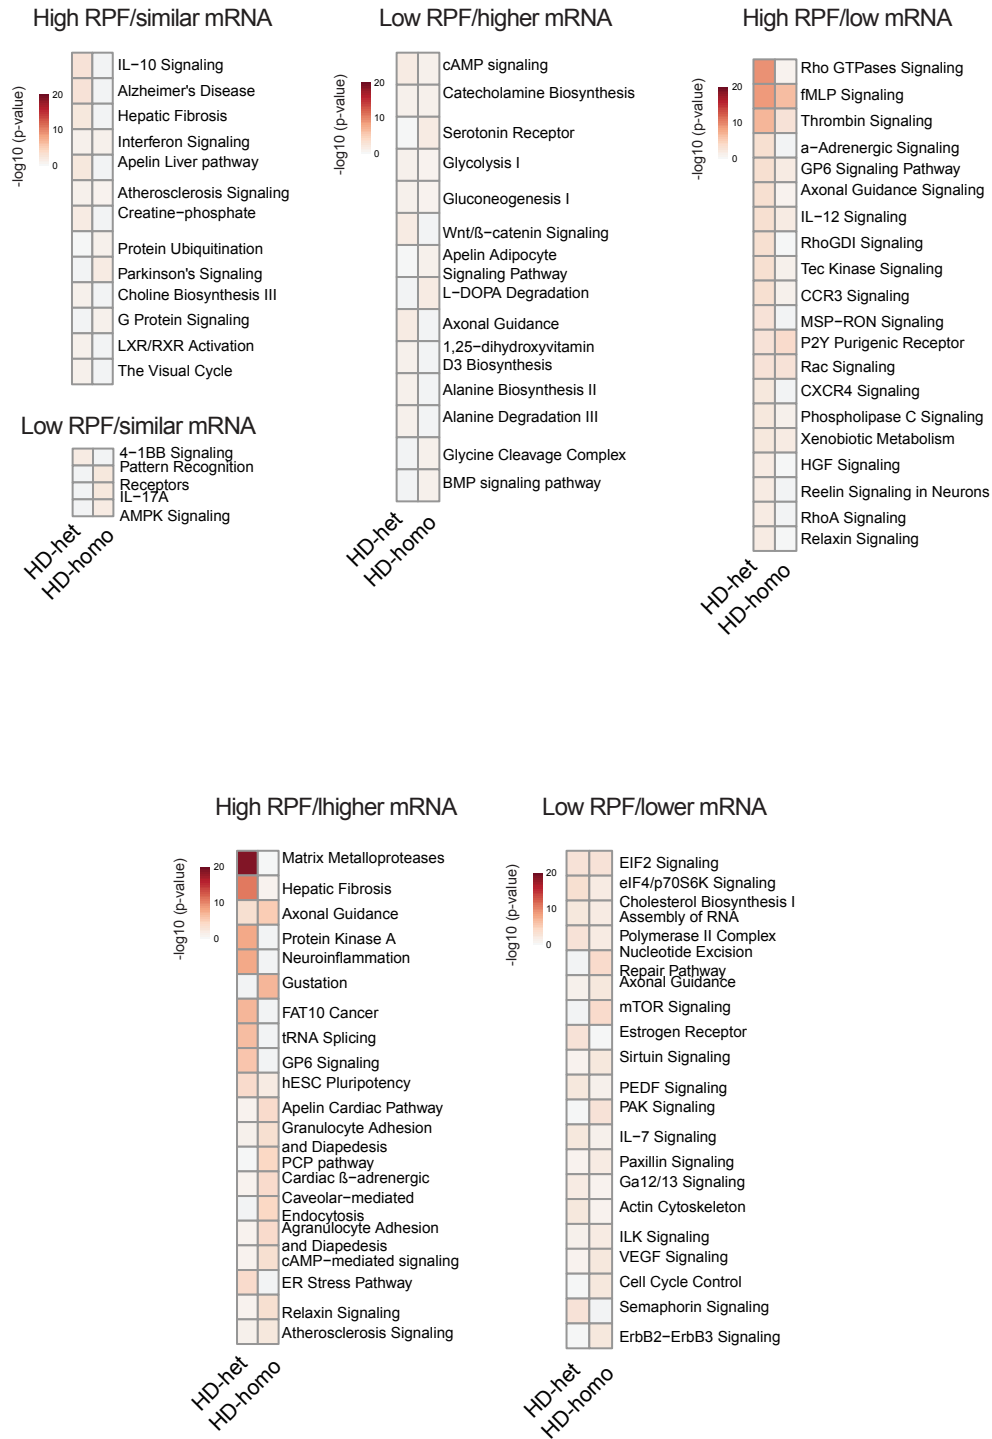 High RPF/similar mRNA
-log10 (p-value)
20
10
0
IL−10 Signaling
Alzheimer's Disease
Hepatic Fibrosis
Interferon Signaling
Apelin Liver pathway
Atherosclerosis Signaling
Creatine−phosphate
Protein Ubiquitination
Parkinson's Signaling
Choline Biosynthesis III
G Protein Signaling
LXR/RXR Activation
The Visual Cycle
Low RPF/similar mRNA
4−1BB Signaling
Pattern Recognition
Receptors
IL−17A
AMPK Signaling
HD-het
HD-homo
Low RPF/higher mRNA
-log10 (p-value)
20
10
0
cAMP signaling
Catecholamine Biosynthesis
Serotonin Receptor
Glycolysis I
Gluconeogenesis I
Wnt/ß−catenin Signaling
Apelin Adipocyte
Signaling Pathway
L−DOPA Degradation
Axonal Guidance
1,25−dihydroxyvitamin
D3 Biosynthesis
Alanine Biosynthesis II
Alanine Degradation III
Glycine Cleavage Complex
BMP signaling pathway
HD-het
HD-homo
High RPF/low mRNA
-log10 (p-value)
20
10
0
Rho GTPases Signaling
fMLP Signaling
Thrombin Signaling
a−Adrenergic Signaling
GP6 Signaling Pathway
Axonal Guidance Signaling
IL−12 Signaling
RhoGDI Signaling
Tec Kinase Signaling
CCR3 Signaling
MSP−RON Signaling
P2Y Purigenic Receptor
Rac Signaling
CXCR4 Signaling
Phospholipase C Signaling
Xenobiotic Metabolism
HGF Signaling
Reelin Signaling in Neurons
RhoA Signaling
Relaxin Signaling
HD-het
HD-homo
High RPF/lhigher mRNA
-log10 (p-value)
20
10
0
Matrix Metalloproteases
Hepatic Fibrosis
Axonal Guidance
Protein Kinase A
Neuroinflammation
Gustation
FAT10 Cancer
tRNA Splicing
GP6 Signaling
hESC Pluripotency
Apelin Cardiac Pathway
Granulocyte Adhesion
and Diapedesis
PCP pathway
Cardiac ß−adrenergic
Caveolar−mediated
Endocytosis
Agranulocyte Adhesion
and Diapedesis
cAMP−mediated signaling
ER Stress Pathway
Relaxin Signaling
Atherosclerosis Signaling
HD-het
HD-homo
Low RPF/lower mRNA
-log10 (p-value)
20
10
0
EIF2 Signaling
eIF4/p70S6K Signaling
Cholesterol Biosynthesis I
Assembly of RNA
Polymerase II Complex
Nucleotide Excision
Repair Pathway
Axonal Guidance
mTOR Signaling
Estrogen Receptor
Sirtuin Signaling
PEDF Signaling
PAK Signaling
IL−7 Signaling
Paxillin Signaling
Ga12/13 Signaling
Actin Cytoskeleton
ILK Signaling
VEGF Signaling
Cell Cycle Control
Semaphorin Signaling
ErbB2−ErbB3 Signaling
HD-het
HD-homo